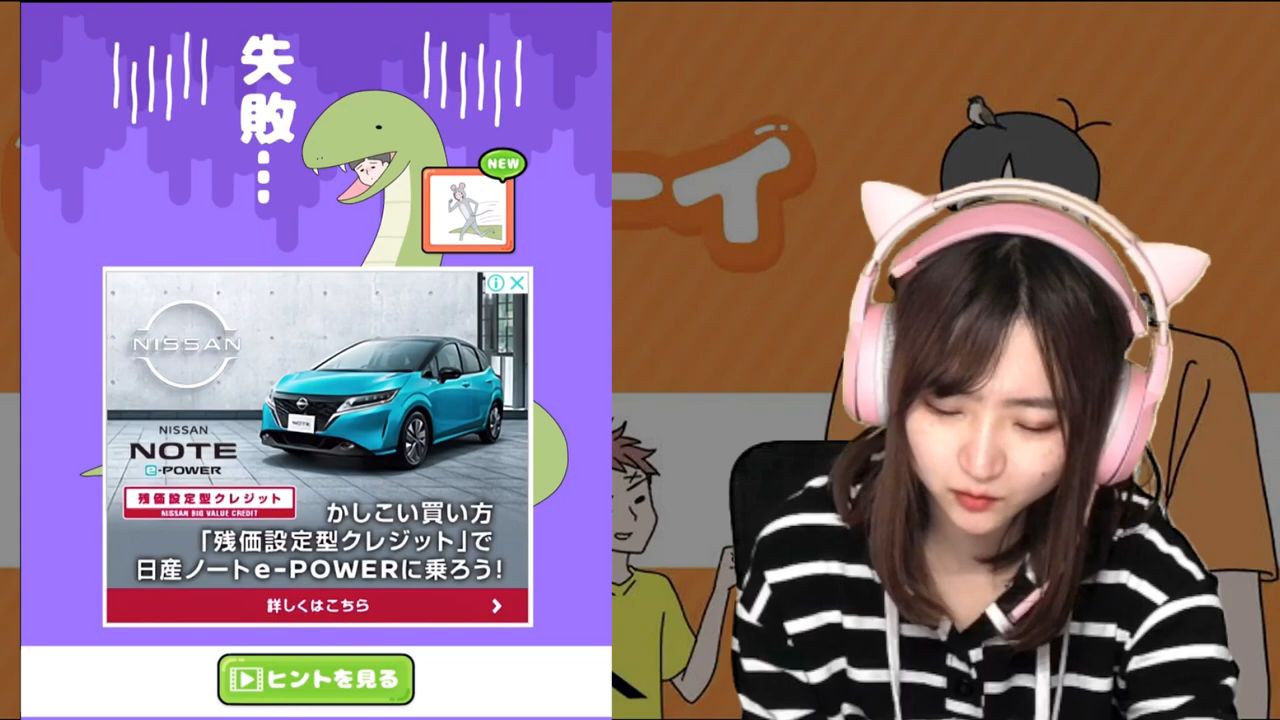 失敗…
NEW
NISSAN
NISSAN
NOTE
e-POWER
残価設定型クレジット
NISSAN BIG VALUE CREDIT
かしこい買い方
「残価設定型クレジット」で
日産ノートe-POWERに乗ろう!
詳しくはこちら
ヒントを見る
ーイ